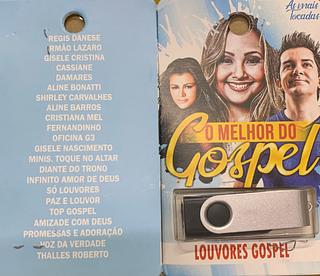 REGIS DANESE
IRMÃO LAZARO
GISELE CRISTINA
CASSIANE
DAMARES
ALINE BONATTI
SHIRLEY CARVALHES
ALINE BARROS
CRISTIANA MEL
FERNANDINHO
OFICINA G3
GISELE NASCIMENTO
MINIS. TOQUE NO ALTAR
DIANTE DO TRONO
INFINITO AMOR DE DEUS
SÓ LOUVORES
PAZ E LOUVOR
TOP GOSPEL
AMIZADE COM DEUS
PROMESSAS E ADORAÇÃO
VOZ DA VERDADE
THALLES ROBERTO
As mais
tocadas
O MELHOR DO
Gospel
LOUVORES GOSPEL